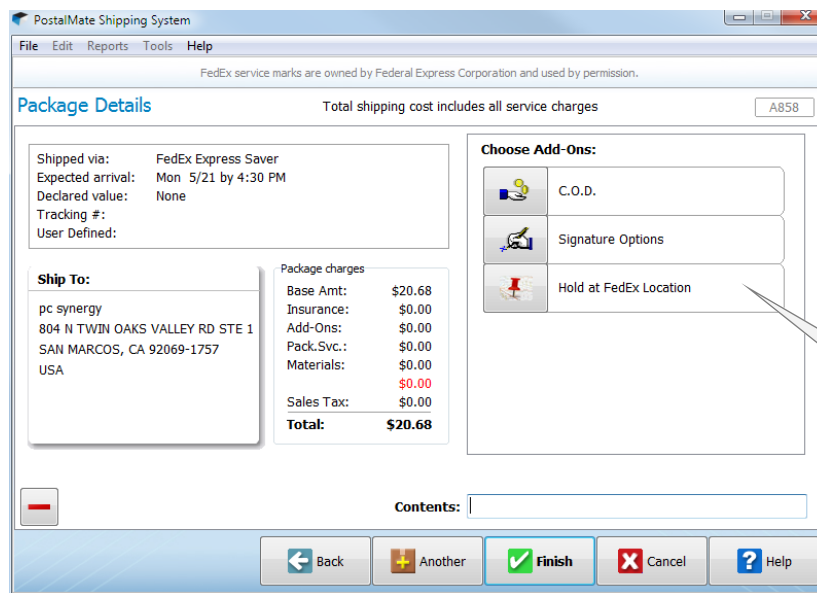 PostalMate Shipping System
File Edit Reports Tools Help
FedEx service marks are owned by Federal Express Corporation and used by permission.
Package Details
Total shipping cost includes all service charges
A858
Shipped via: FedEx Express Saver
Expected arrival: Mon 5/21 by 4:30 PM
Declared value: None
Tracking #:
User Defined:
Choose Add-Ons:
C.O.D.
Signature Options
Hold at FedEx Location
Ship To:
pc synergy
804 N TWIN OAKS VALLEY RD STE 1
SAN MARCOS, CA 92069-1757
USA
Package charges
Base Amt: $20.68
Insurance: $0.00
Add-Ons: $0.00
Pack.Svc.: $0.00
Materials: $0.00
$0.00
Sales Tax: $0.00
Total: $20.68
Contents:
Back Another Finish Cancel Help